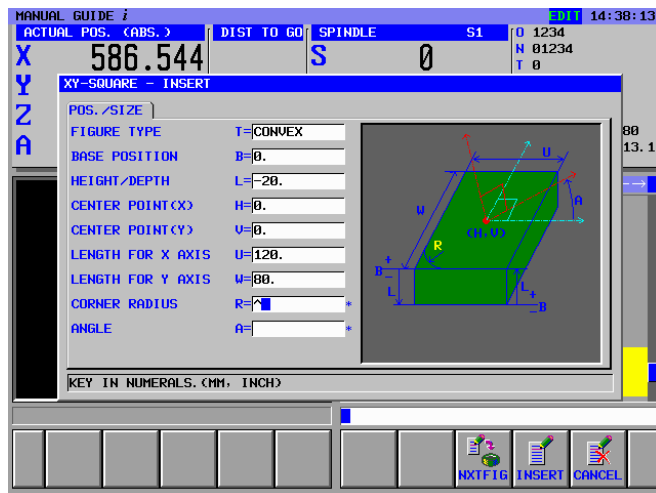 MANUAL GUIDE i EDIT 14:38:13
ACTUAL POS. (ABS.) DIST TO GO SPINDLE S1 O 1234
N 01234
X 586.544 S 0 T 0
Y
XY-SQUARE - INSERT
Z
POS./SIZE
A
FIGURE TYPE T=CONVEX
80
BASE POSITION B=0.
13.1
HEIGHT/DEPTH L=-20.
CENTER POINT(X) H=0.
CENTER POINT(Y) V=0.
LENGTH FOR X AXIS U=120.
LENGTH FOR Y AXIS W=80.
CORNER RADIUS R=^ *
ANGLE A= *
U
W
A
(H,V)
R
+
B
-
L
L
+
-B
KEY IN NUMERALS.(MM, INCH)
NXTFIG INSERT CANCEL